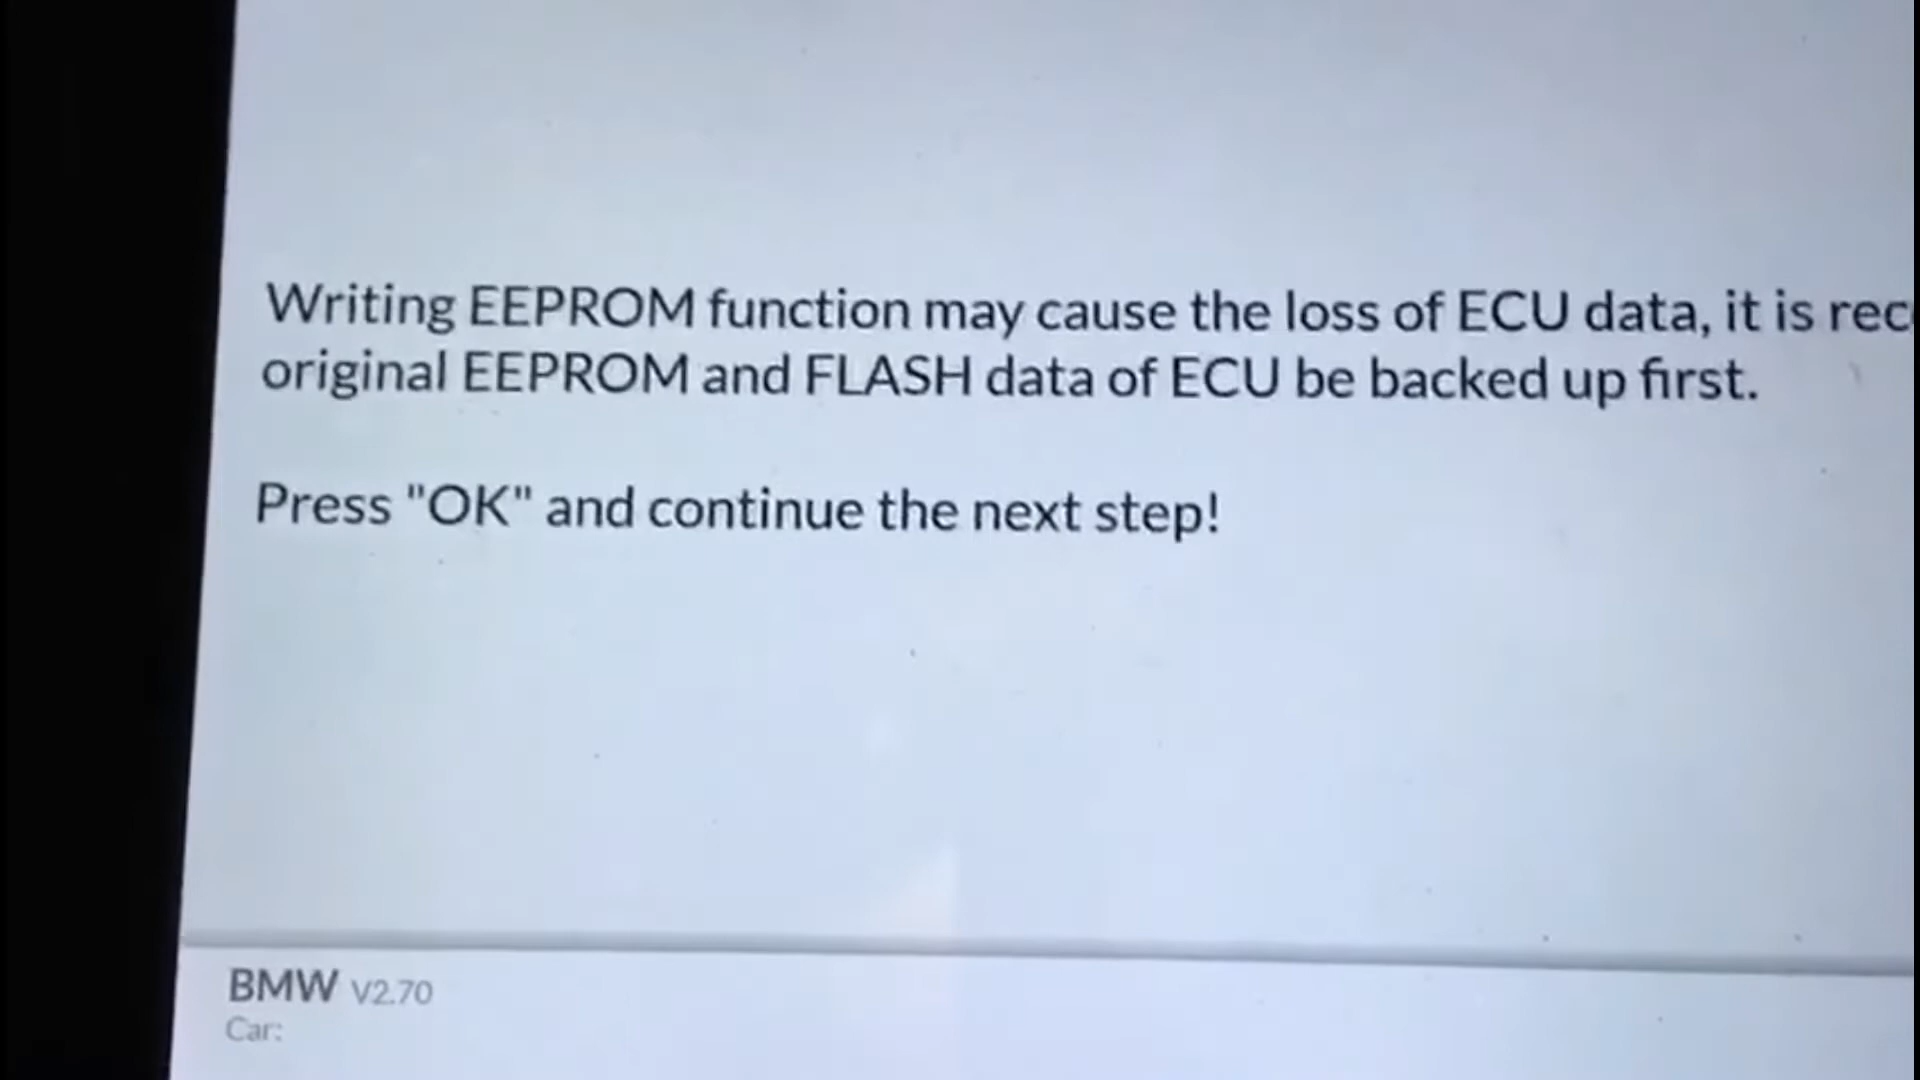 Writing EEPROM function may cause the loss of ECU data, it is
original EEPROM and FLASH data of ECU be backed up first.
Press "OK" and continue the next step!
BMW V2.70
Car: